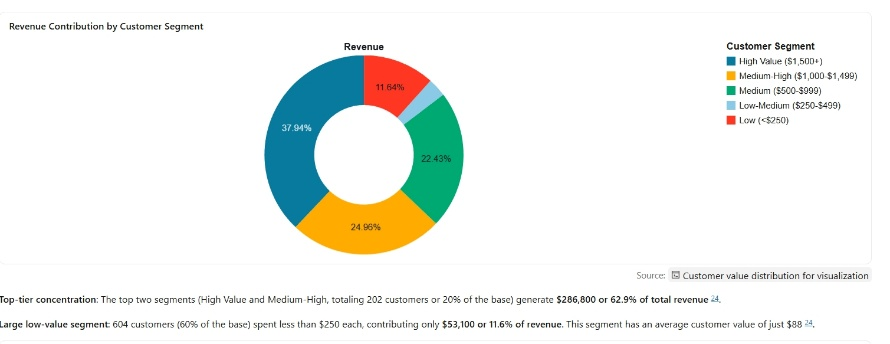 Revenue Contribution by Customer Segment
Revenue
Customer Segment
High Value ($1,500+)
Medium-High ($1,000-$1,499)
Medium ($500-$999)
Low-Medium ($250-$499)
Low (<$250)
11.64%
37.94%
22.43%
24.96%
Source: Customer value distribution for visualization
Top-tier concentration: The top two segments (High Value and Medium-High, totaling 202 customers or 20% of the base) generate $286,800 or 62.9% of total revenue 24.
Large low-value segment: 604 customers (60% of the base) spent less than $250 each, contributing only $53,100 or 11.6% of revenue. This segment has an average customer value of just $88 24.